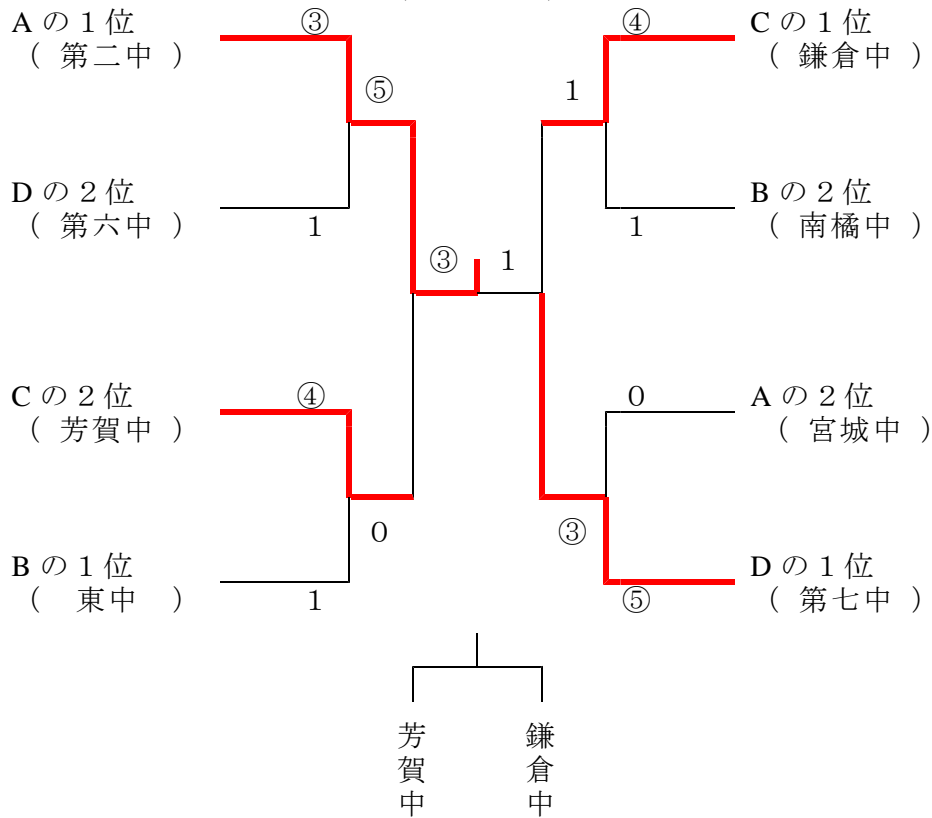 Aの1位
(第二中)
③
④
Cの1位
(鎌倉中)
⑤
1
Dの2位
(第六中)
1
1
Bの2位
(南橘中)
③
1
Cの2位
(芳賀中)
④
0
Aの2位
(宮城中)
0
③
Bの1位
(東中)
1
⑤
Dの1位
(第七中)
芳賀中
鎌倉中